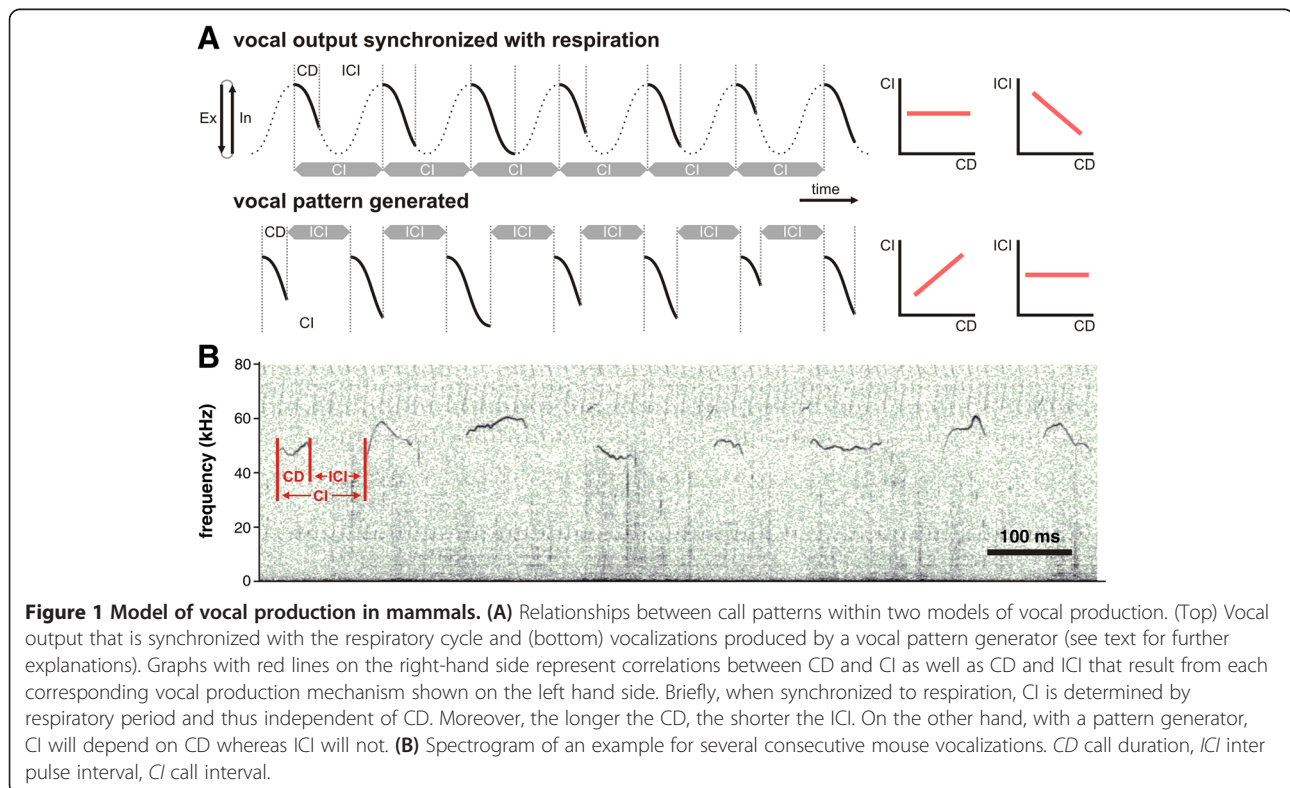 A vocal output synchronized with respiration
CD ICI
Ex In
CI CI CI CI CI CI
CI
CD
ICI
CD
time
vocal pattern generated
CD ICI ICI ICI ICI ICI ICI
CI
CI
CD
ICI
CD
B
frequency (kHz)
80
60
40
20
0
CD ICI
CI
100 ms
Figure 1 Model of vocal production in mammals. (A) Relationships between call patterns within two models of vocal production. (Top) Vocal
output that is synchronized with the respiratory cycle and (bottom) vocalizations produced by a vocal pattern generator (see text for further
explanations). Graphs with red lines on the right-hand side represent correlations between CD and CI as well as CD and ICI that result from each
corresponding vocal production mechanism shown on the left hand side. Briefly, when synchronized to respiration, CI is determined by
respiratory period and thus independent of CD. Moreover, the longer the CD, the shorter the ICI. On the other hand, with a pattern generator,
CI will depend on CD whereas ICI will not. (B) Spectrogram of an example for several consecutive mouse vocalizations. CD call duration, ICI inter
pulse interval, CI call interval.